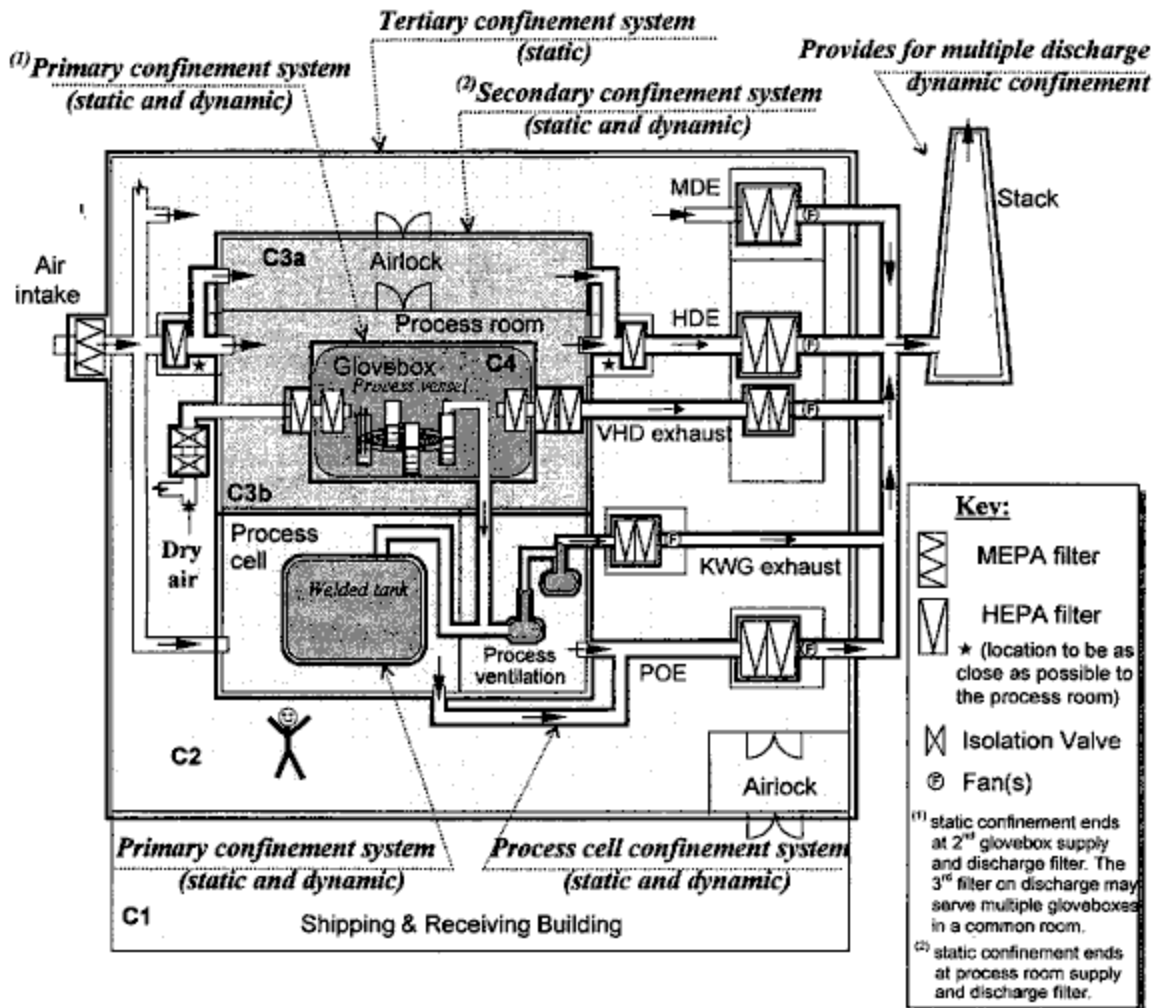 Tertiary confinement system
(static)
(1)Primary confinement system
(static and dynamic)
(2)Secondary confinement system
(static and dynamic)
Provides for multiple discharge
dynamic confinement
MDE
F
Stack
C3a
Airlock
Air
intake
Process room
HDE
F
★
★
Glovebox
C4
Process vessel
F
VHD exhaust
C3b
Dry
air
Process
cell
F
KWG exhaust
Welded tank
Process
ventilation
POE
F
C2
Airlock
Primary confinement system
(static and dynamic)
Process cell confinement system
(static and dynamic)
C1
Shipping & Receiving Building
Key:
MEPA filter
HEPA filter
★ (location to be as
close as possible to
the process room)
Isolation Valve
F Fan(s)
(1) static confinement ends
at 2nd glovebox supply
and discharge filter. The
3rd filter on discharge may
serve multiple gloveboxes
in a common room.
(2) static confinement ends
at process room supply
and discharge filter.